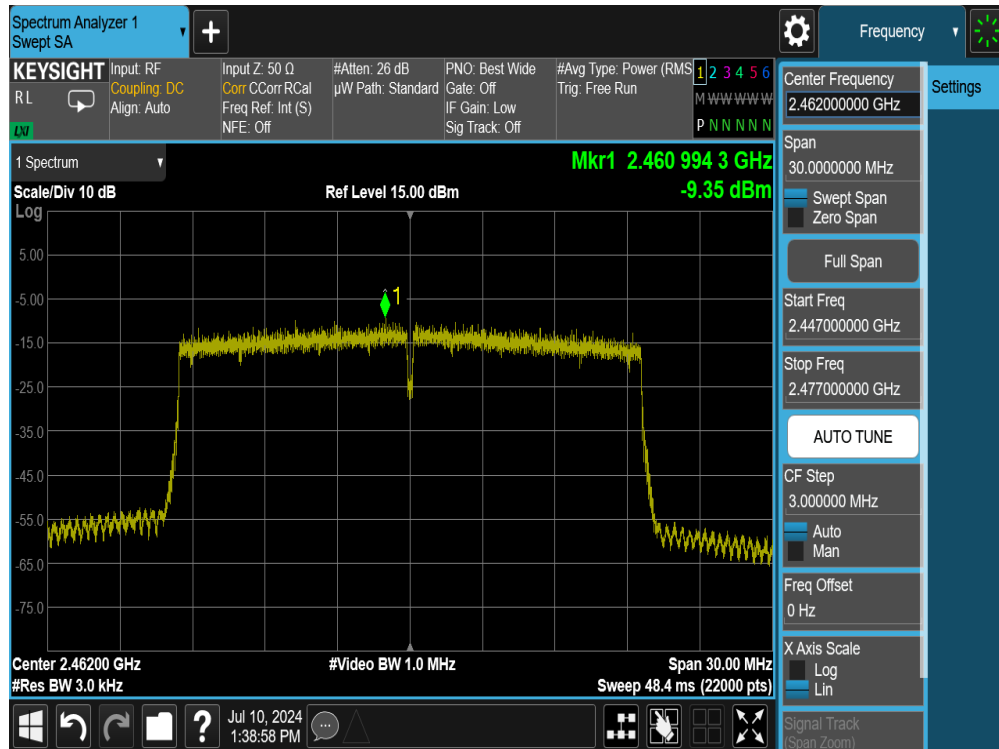 Spectrum Analyzer 1
Swept SA
+
Frequency
KEYSIGHT
RL
LXI
Input: RF
Coupling: DC
Align: Auto
Input Z: 50 Ω
Corr CCorr RCal
Freq Ref: Int (S)
NFE: Off
#Atten: 26 dB
µW Path: Standard
PNO: Best Wide
Gate: Off
IF Gain: Low
Sig Track: Off
#Avg Type: Power (RMS
Trig: Free Run
1 2 3 4 5 6
M W W W W W
P N N N N N
1 Spectrum
Scale/Div 10 dB
Ref Level 15.00 dBm
Mkr1 2.460 994 3 GHz
-9.35 dBm
Log
5.00
-5.00
-15.0
-25.0
-35.0
-45.0
-55.0
-65.0
-75.0
1
Center 2.46200 GHz
#Video BW 1.0 MHz
Span 30.00 MHz
#Res BW 3.0 kHz
Sweep 48.4 ms (22000 pts)
Center Frequency
2.462000000 GHz
Span
30.0000000 MHz
Swept Span
Zero Span
Full Span
Start Freq
2.447000000 GHz
Stop Freq
2.477000000 GHz
AUTO TUNE
CF Step
3.000000 MHz
Auto
Man
Freq Offset
0 Hz
X Axis Scale
Log
Lin
Signal Track
(Span Zoom)
Settings
?
Jul 10, 2024
1:38:58 PM